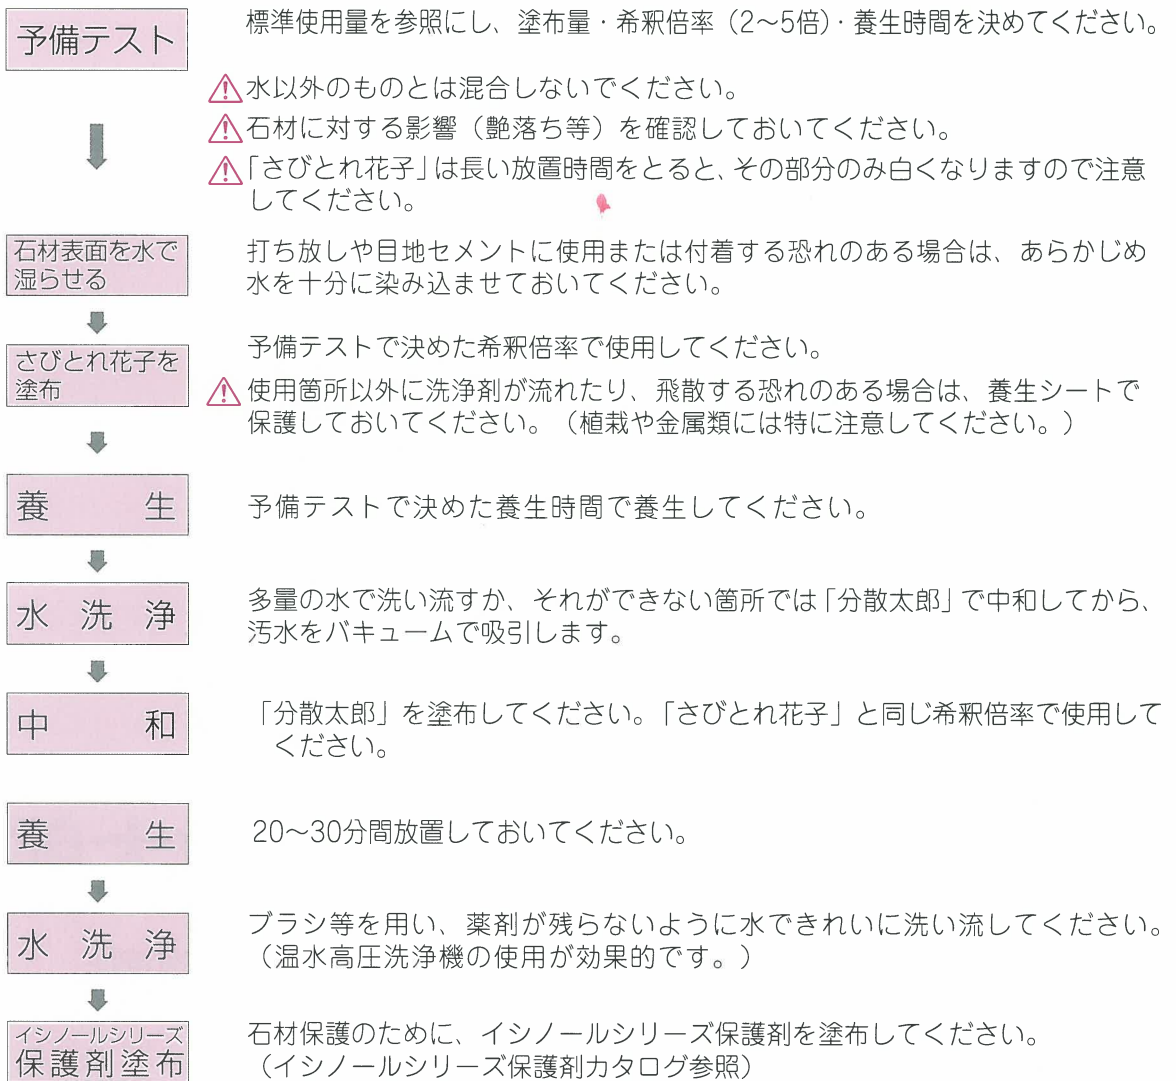 予備テスト
標準使用量を参照にし、塗布量・希釈倍率（2〜5倍）・養生時間を決めてください。
水以外のものとは混合しないでください。
石材に対する影響（艶落ち等）を確認しておいてください。
「さびとれ花子」は長い放置時間をとると、その部分のみ白くなりますので注意
してください。
石材表面を水で
湿らせる
打ち放しや目地セメントに使用または付着する恐れのある場合は、あらかじめ
水を十分に染み込ませておいてください。
さびとれ花子を
塗布
予備テストで決めた希釈倍率で使用してください。
使用箇所以外に洗浄剤が流れたり、飛散する恐れのある場合は、養生シートで
保護しておいてください。（植栽や金属類には特に注意してください。）
養 生
予備テストで決めた養生時間で養生してください。
水 洗 浄
多量の水で洗い流すか、それができない箇所では「分散太郎」で中和してから、
汚水をバキュームで吸引します。
中 和
「分散太郎」を塗布してください。「さびとれ花子」と同じ希釈倍率で使用して
ください。
養 生
20〜30分間放置しておいてください。
水 洗 浄
ブラシ等を用い、薬剤が残らないように水できれいに洗い流してください。
（温水高圧洗浄機の使用が効果的です。）
イシノールシリーズ
保護剤塗布
石材保護のために、イシノールシリーズ保護剤を塗布してください。
（イシノールシリーズ保護剤カタログ参照）